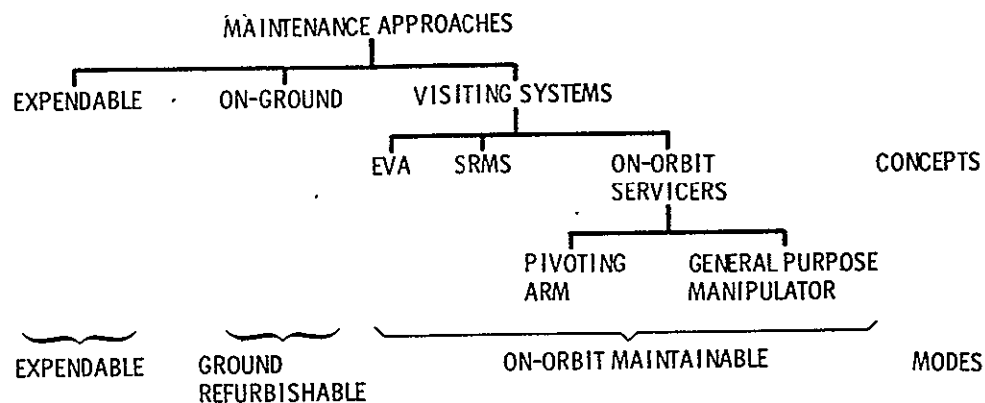 MAINTENANCE APPROACHES
EXPENDABLE ON-GROUND VISITING SYSTEMS
EVA SRMS ON-ORBIT CONCEPTS
SERVICERS
PIVOTING GENERAL PURPOSE
ARM MANIPULATOR
EXPENDABLE GROUND ON-ORBIT MAINTAINABLE MODES
REFURBISHABLE